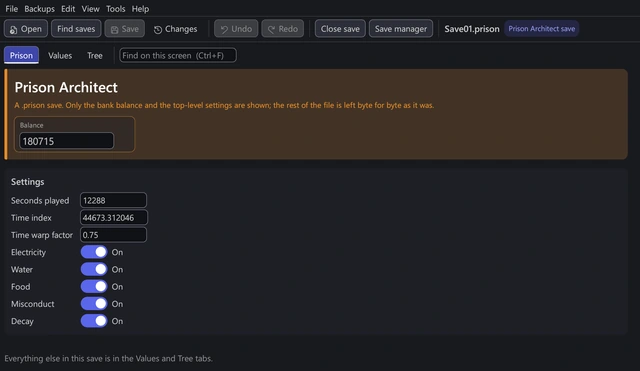 File Backups Edit View Tools Help
Open Find saves Save Changes Undo Redo Close save Save manager Save01.prison Prison Architect save
Prison Values Tree Find on this screen (Ctrl+F)
Prison Architect
A .prison save. Only the bank balance and the top-level settings are shown; the rest of the file is left byte for byte as it was.
Balance
180715
Settings
Seconds played 12288
Time index 44673.312046
Time warp factor 0.75
Electricity On
Water On
Food On
Misconduct On
Decay On
Everything else in this save is in the Values and Tree tabs.